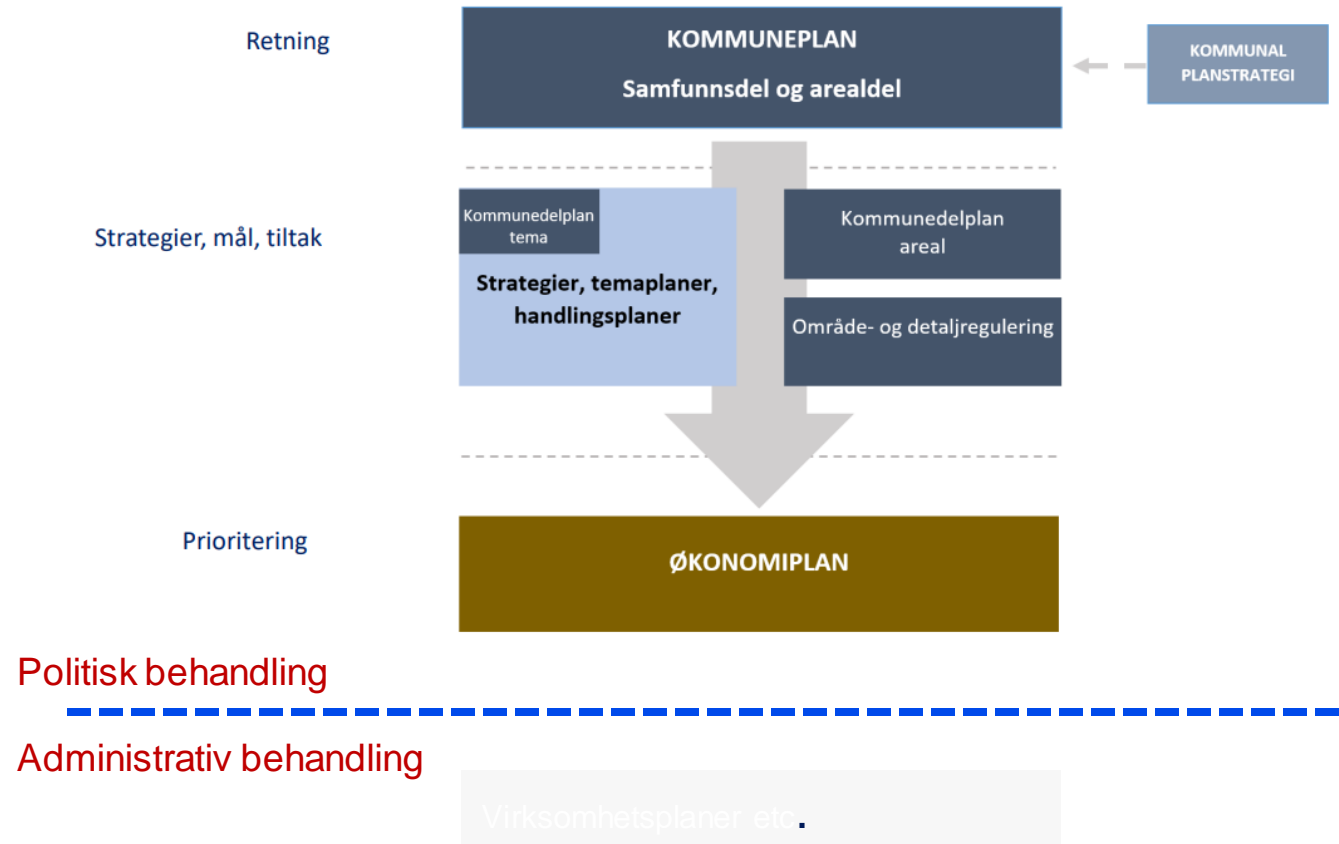 Retning
KOMMUNEPLAN
Samfunnsdel og arealdel
KOMMUNAL
PLANSTRATEGI
Strategier, mål, tiltak
Kommunedelplan
tema
Strategier, temaplaner,
handlingsplaner
Kommunedelplan
areal
Område- og detaljregulering
Prioritering
ØKONOMIPLAN
Politisk behandling
Administrativ behandling
Virksomhetsplaner etc.